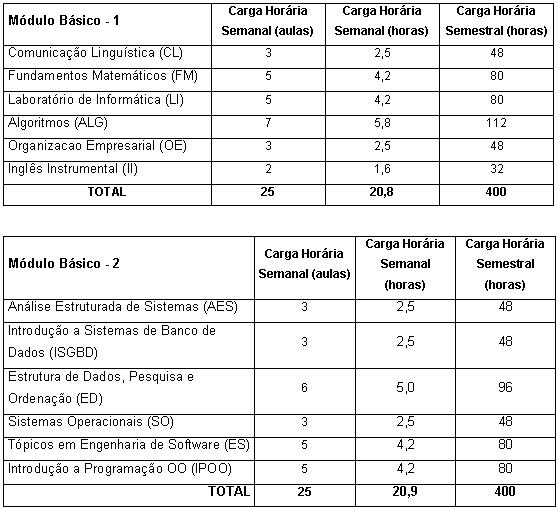 Módulo Básico - 1 Carga Horária Semanal (aulas) Carga Horária Semanal (horas) Carga Horária Semestral (horas)
Comunicação Linguística (CL) 3 2,5 48
Fundamentos Matemáticos (FM) 5 4,2 80
Laboratório de Informática (LI) 5 4,2 80
Algoritmos (ALG) 7 5,8 112
Organizacao Empresarial (OE) 3 2,5 48
Inglês Instrumental (II) 2 1,6 32
TOTAL 25 20,8 400
Módulo Básico - 2 Carga Horária Semanal (aulas) Carga Horária Semanal (horas) Carga Horária Semestral (horas)
Análise Estruturada de Sistemas (AES) 3 2,5 48
Introdução a Sistemas de Banco de
Dados (ISGBD) 3 2,5 48
Estrutura de Dados, Pesquisa e
Ordenação (ED) 6 5,0 96
Sistemas Operacionais (SO) 3 2,5 48
Tópicos em Engenharia de Software (ES) 5 4,2 80
Introdução a Programação OO (IPOO) 5 4,2 80
TOTAL 25 20,9 400